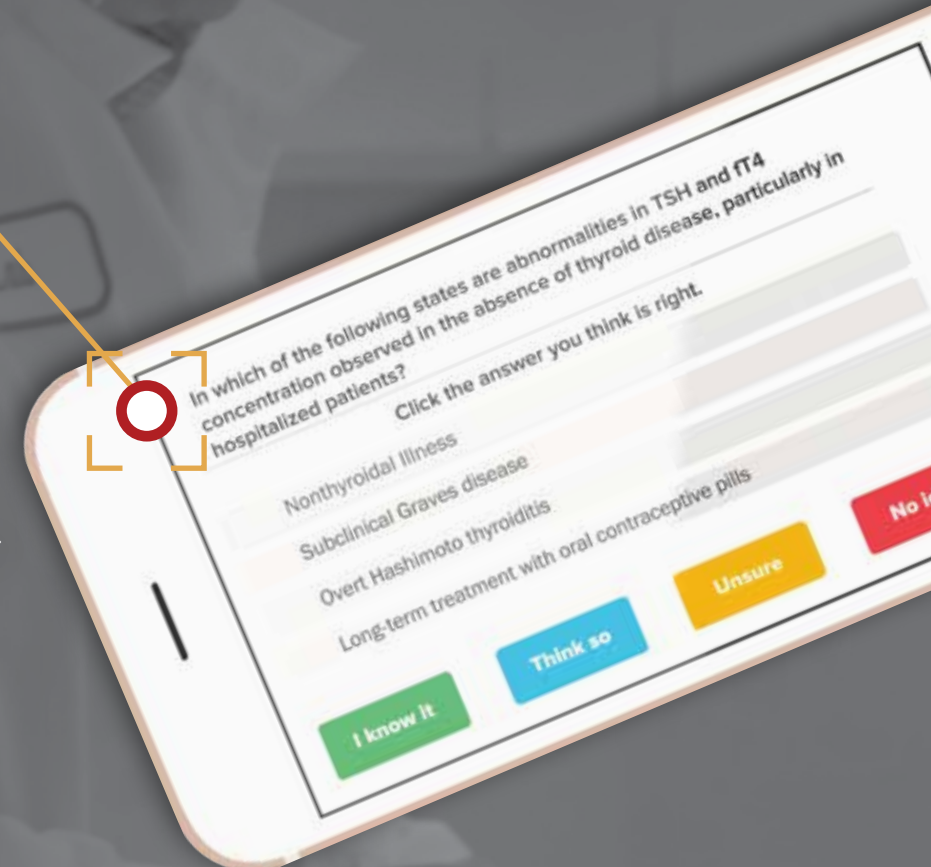 In which of the following states are abnormalities in TSH and fT4
concentration observed in the absence of thyroid disease, particularly in
hospitalized patients?
Click the answer you think is right.
Nonthyroidal Illness
Subclinical Graves disease
Overt Hashimoto thyroiditis
Long-term treatment with oral contraceptive pills
I know it
Think so
Unsure
No